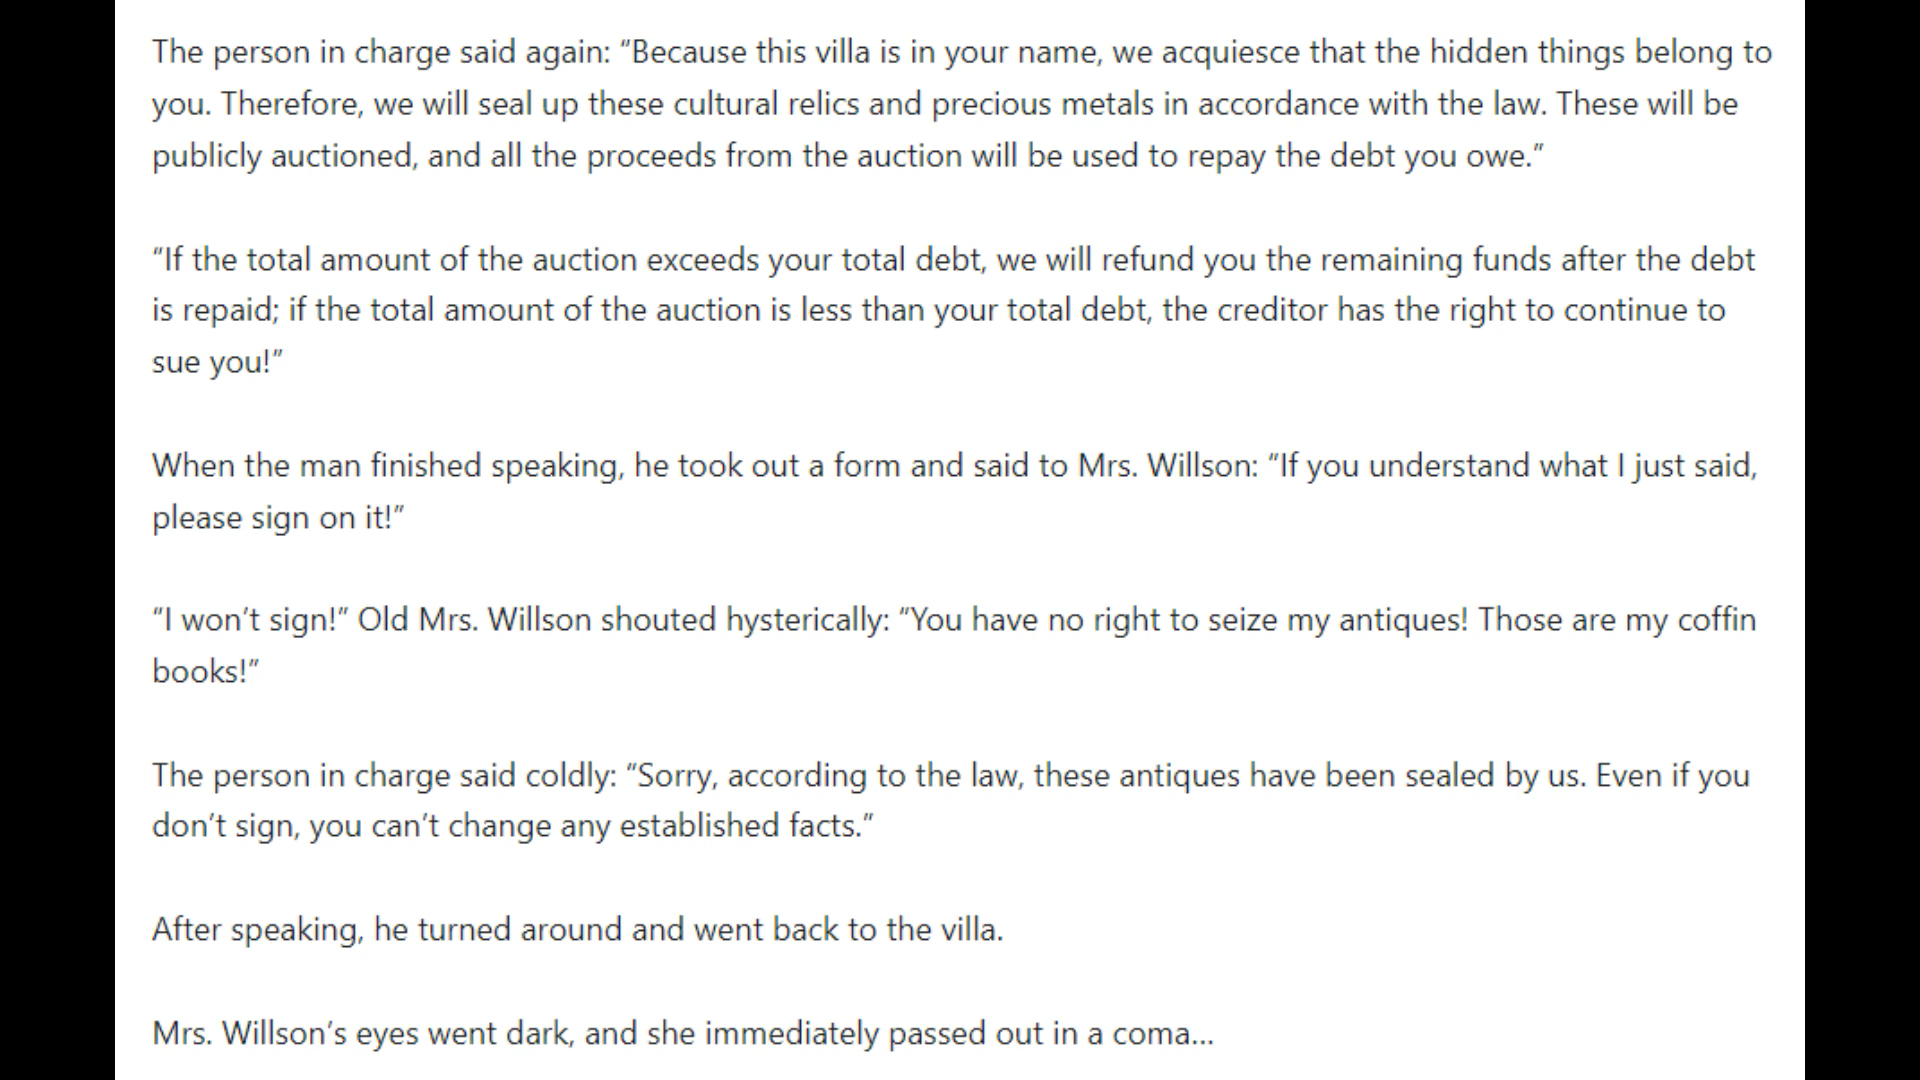 The person in charge said again: “Because this villa is in your name, we acquiesce that the hidden things belong to
you. Therefore, we will seal up these cultural relics and precious metals in accordance with the law. These will be
publicly auctioned, and all the proceeds from the auction will be used to repay the debt you owe.”
“If the total amount of the auction exceeds your total debt, we will refund you the remaining funds after the debt
is repaid; if the total amount of the auction is less than your total debt, the creditor has the right to continue to
sue you!”
When the man finished speaking, he took out a form and said to Mrs. Willson: “If you understand what I just said,
please sign on it!”
“I won’t sign!” Old Mrs. Willson shouted hysterically: “You have no right to seize my antiques! Those are my coffin
books!”
The person in charge said coldly: “Sorry, according to the law, these antiques have been sealed by us. Even if you
don’t sign, you can’t change any established facts.”
After speaking, he turned around and went back to the villa.
Mrs. Willson’s eyes went dark, and she immediately passed out in a coma...